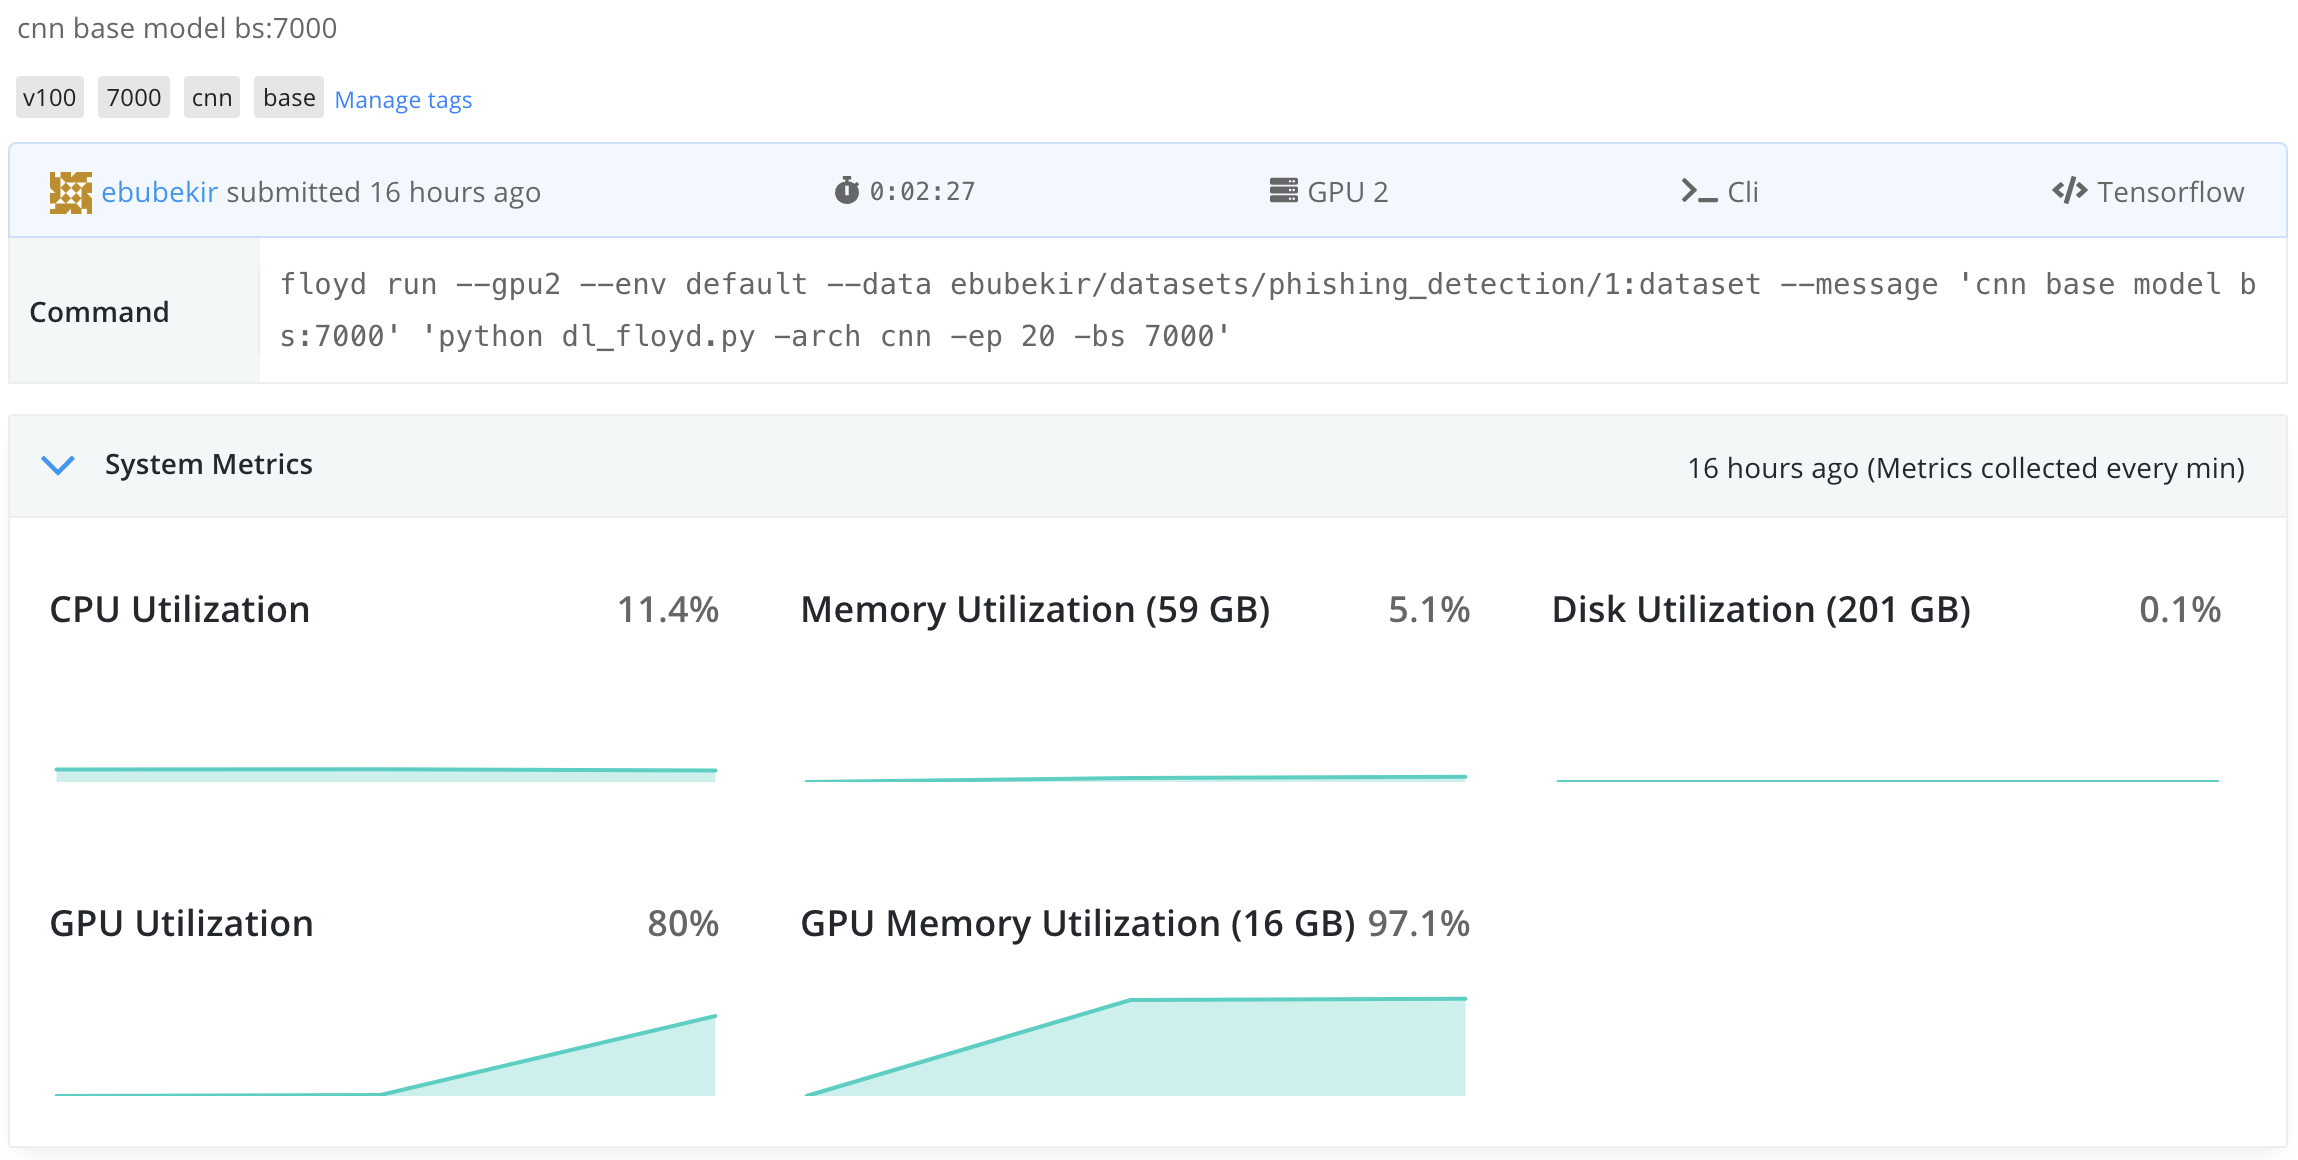 cnn base model bs:7000
v100 7000 cnn base Manage tags
ebubekir submitted 16 hours ago 0:02:27 GPU 2 Cli Tensorflow
Command
floyd run --gpu2 --env default --data ebubekir/datasets/phishing_detection/1:dataset --message 'cnn base model b
s:7000' 'python dl_floyd.py -arch cnn -ep 20 -bs 7000'
System Metrics 16 hours ago (Metrics collected every min)
CPU Utilization 11.4% Memory Utilization (59 GB) 5.1% Disk Utilization (201 GB) 0.1%
GPU Utilization 80% GPU Memory Utilization (16 GB) 97.1%